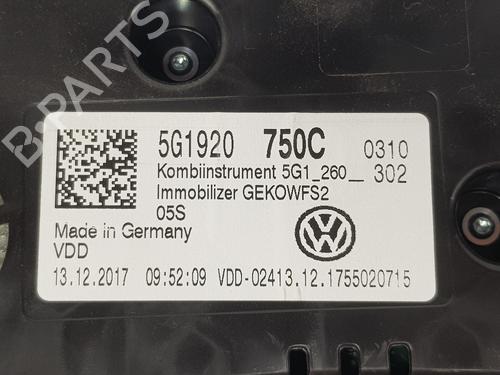 5G1920 750C 0310
Kombiinstrument 5G1_260__ 302
Immobilizer GEKOWFS2
05S
Made in Germany
VDD
13.12.2017 09:52:09 VDD-02413.12.1755020715
B-PARTS